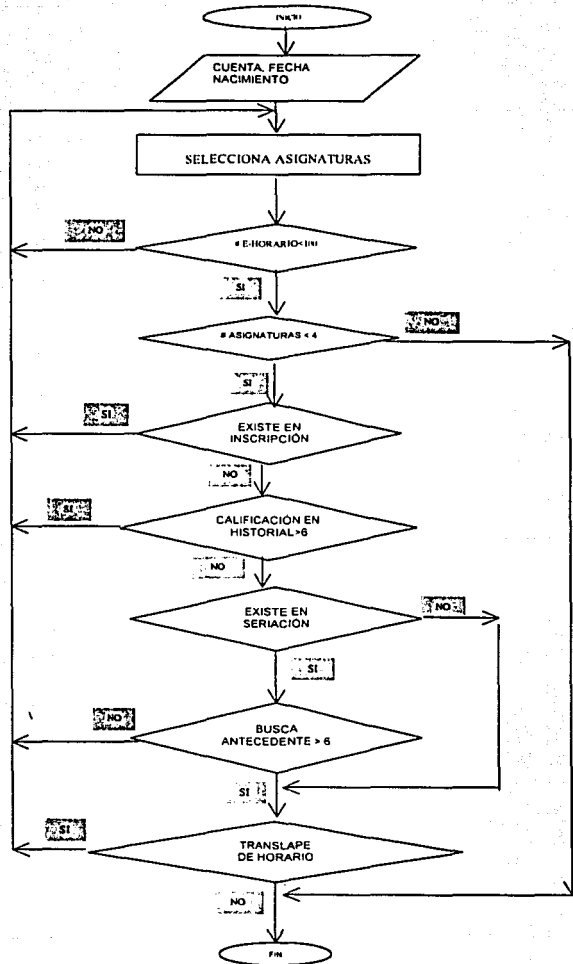 INICIO
CUENTA, FECHA
NACIMIENTO
SELECCIONA ASIGNATURAS
# E-HORARIO<100
NO
SI
# ASIGNATURAS < 4
NO
SI
EXISTE EN
INSCRIPCIÓN
SI
NO
CALIFICACIÓN EN
HISTORIAL>6
SI
NO
EXISTE EN
SERIACIÓN
NO
SI
BUSCA
ANTECEDENTE > 6
NO
SI
TRANSLAPE
DE HORARIO
SI
NO
FIN